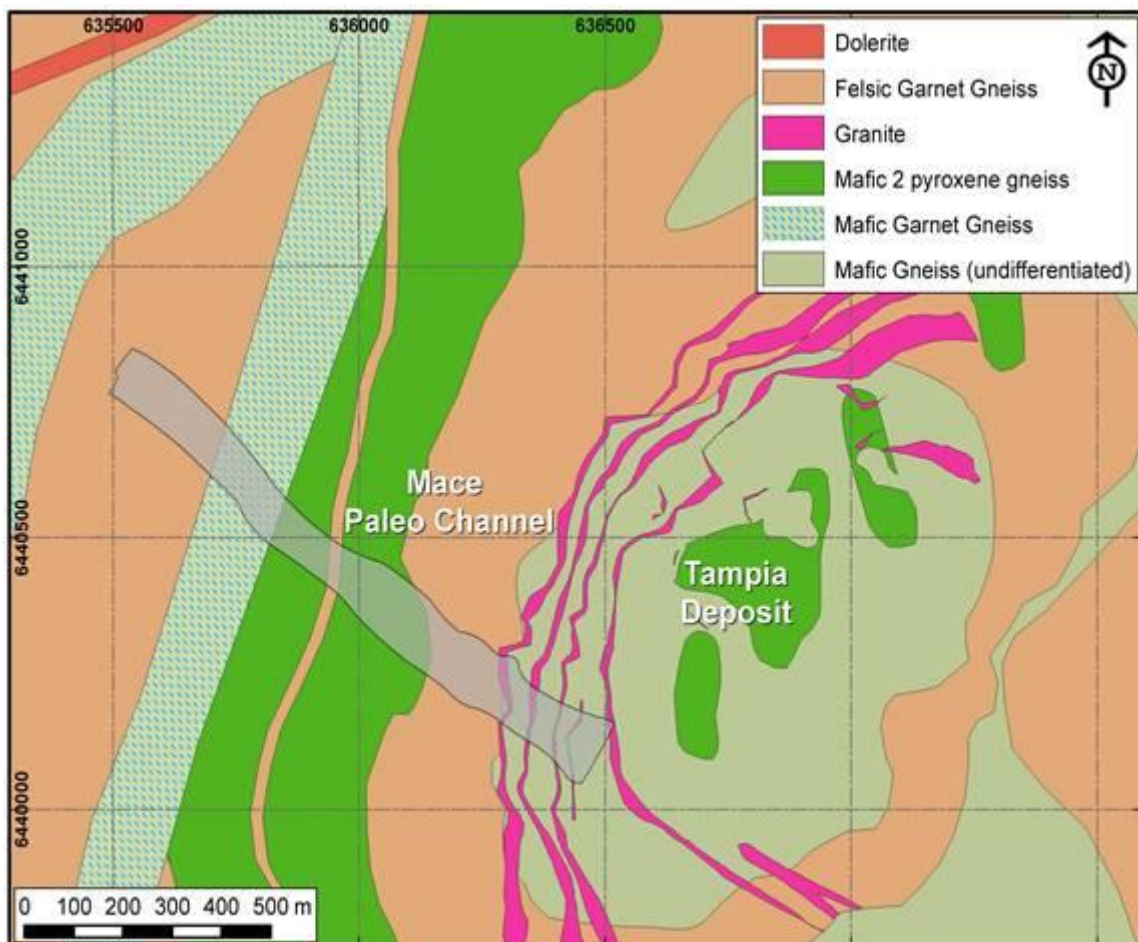 635500
636000
636500
Dolerite
Felsic Garnet Gneiss
Granite
Mafic 2 pyroxene gneiss
Mafic Garnet Gneiss
Mafic Gneiss (undifferentiated)
N
6441000
6440500
6440000
Mace
Paleo Channel
Tampia
Deposit
0 100 200 300 400 500 m